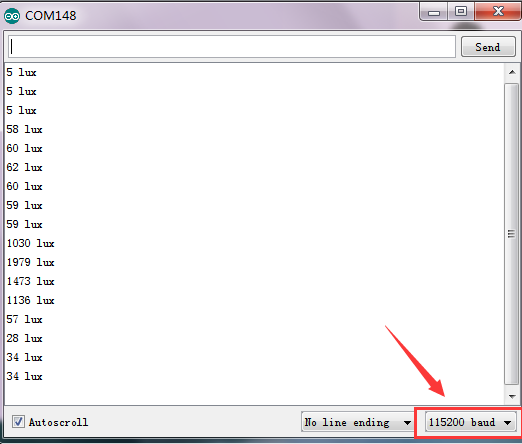 COM148
Send
5 lux
5 lux
5 lux
58 lux
60 lux
62 lux
60 lux
59 lux
59 lux
1030 lux
1979 lux
1473 lux
1136 lux
57 lux
28 lux
34 lux
34 lux
Autoscroll
No line ending
115200 baud